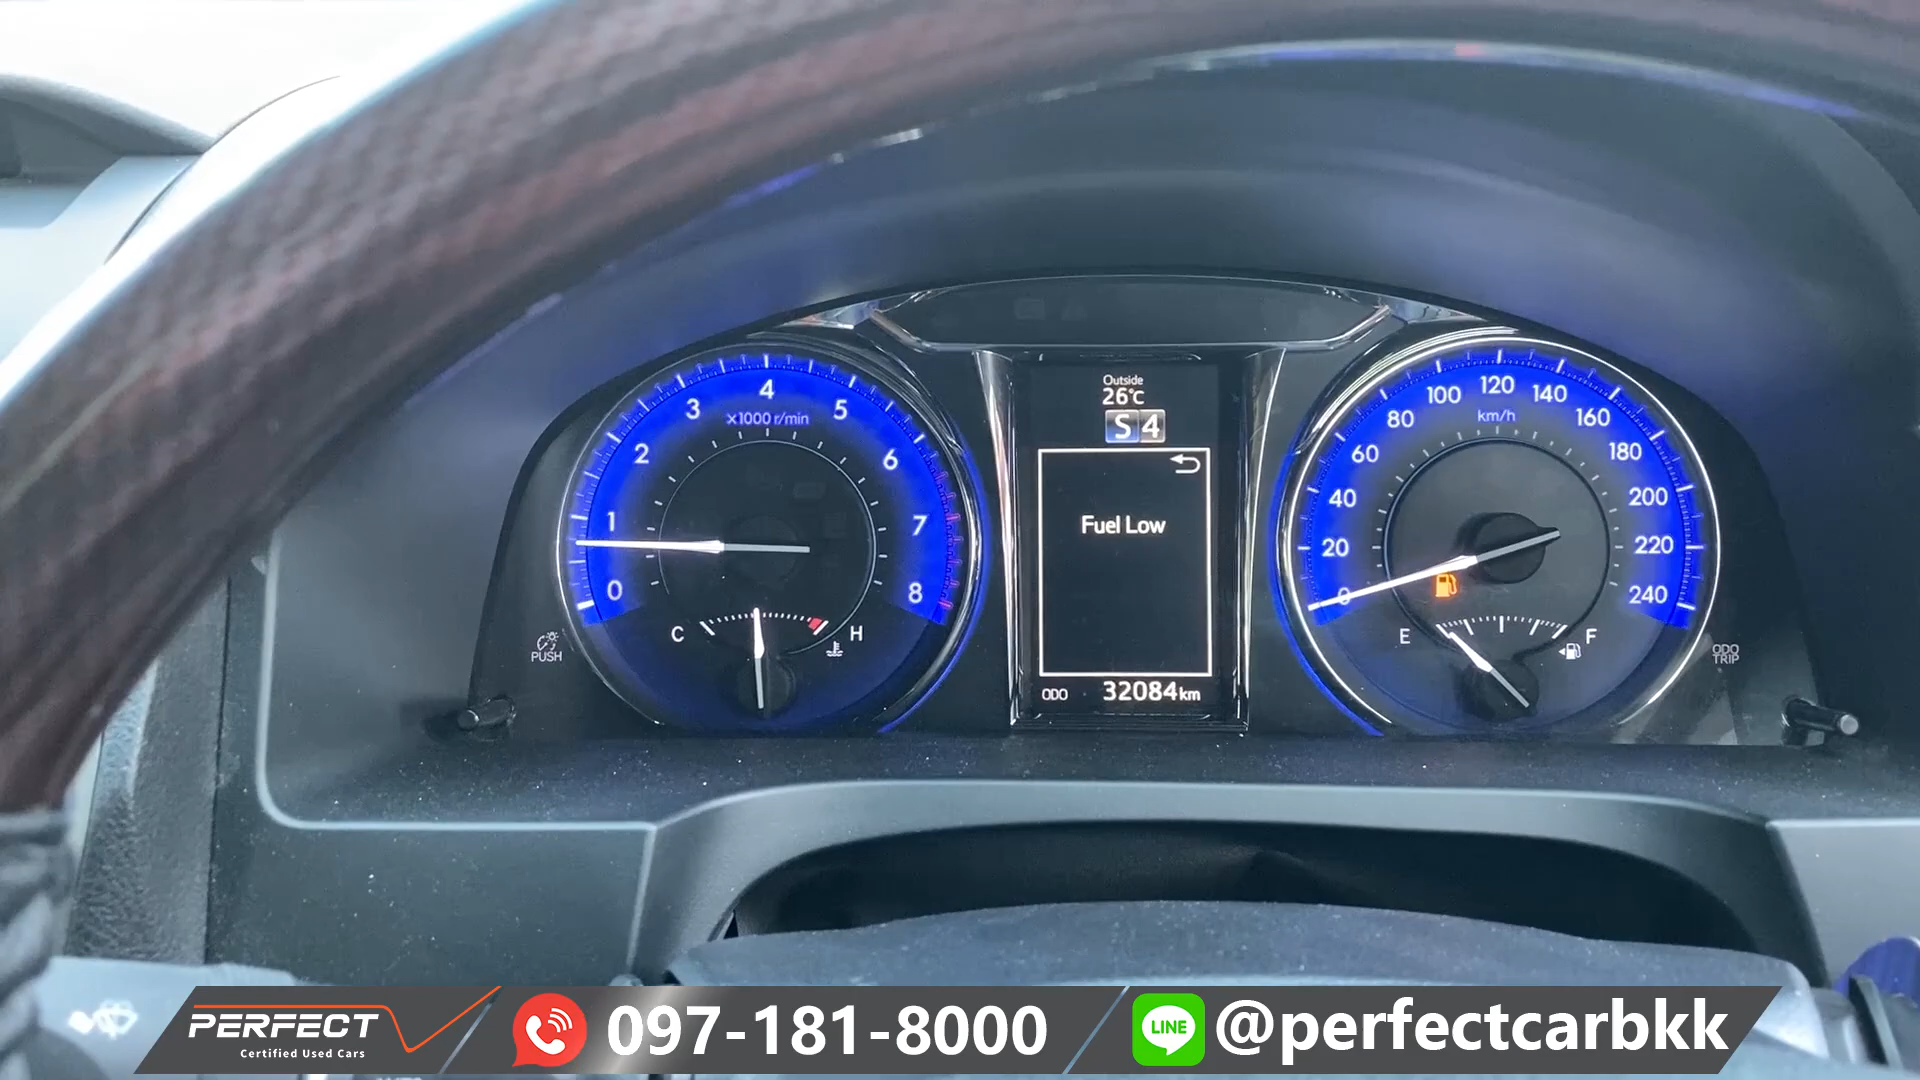 Outside
26℃
S 4
Fuel Low
ODO 32084km
0 1 2 3 4 5 6 7 8
x1000 r/min
C H
PUSH
0 20 40 60 80 100 120 140 160 180 200 220 240
km/h
E F
ODO
TRIP
PERFECT
Certified Used Cars
097-181-8000
LINE
@perfectcarbkk